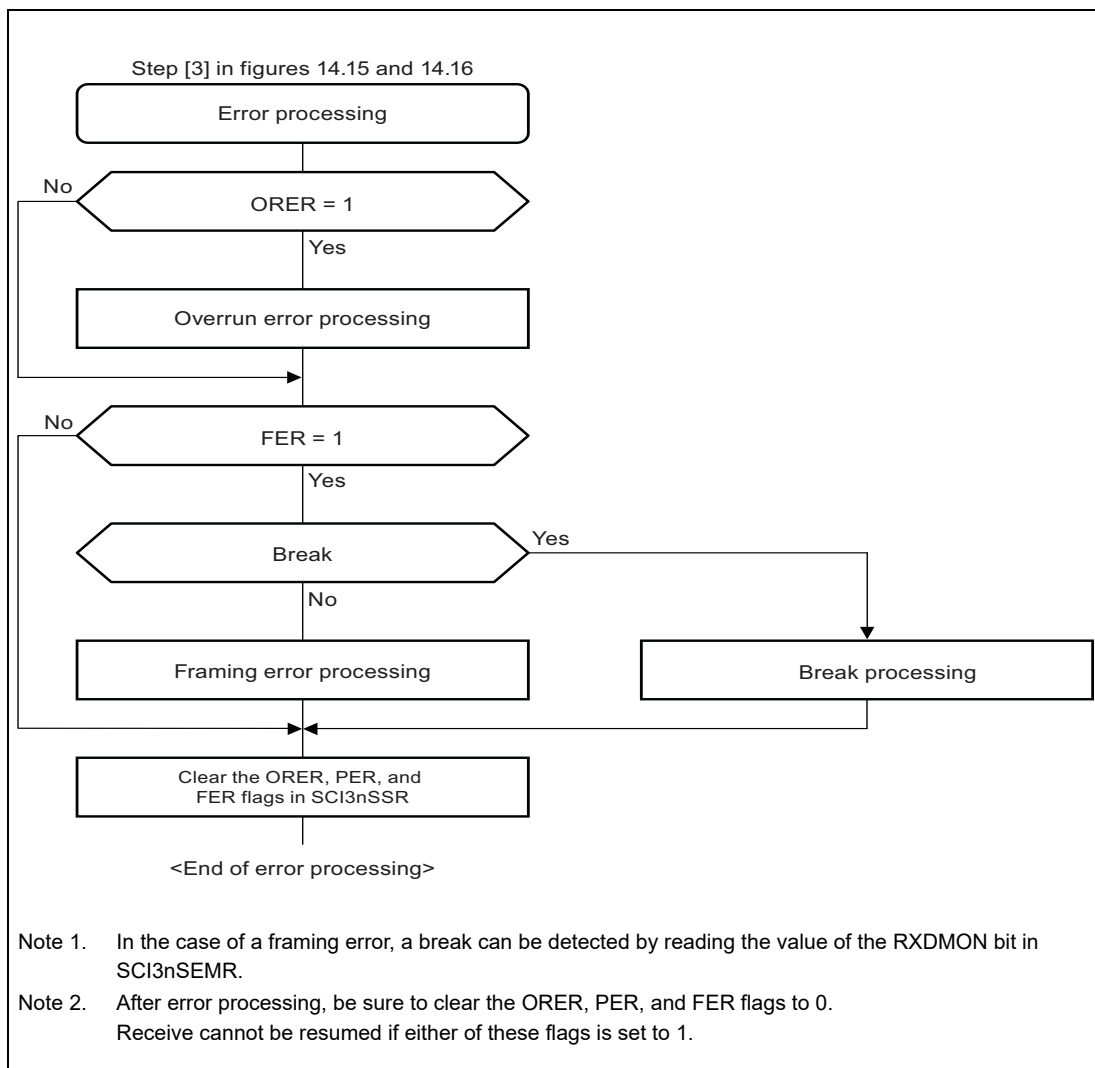 Step [3] in figures 14.15 and 14.16
Error processing
No
ORER = 1
Yes
Overrun error processing
No
FER = 1
Yes
Break
Yes
No
Framing error processing
Break processing
Clear the ORER, PER, and
FER flags in SCI3nSSR
<End of error processing>
Note 1. In the case of a framing error, a break can be detected by reading the value of the RXDMON bit in
SCI3nSEMR.
Note 2. After error processing, be sure to clear the ORER, PER, and FER flags to 0.
Receive cannot be resumed if either of these flags is set to 1.